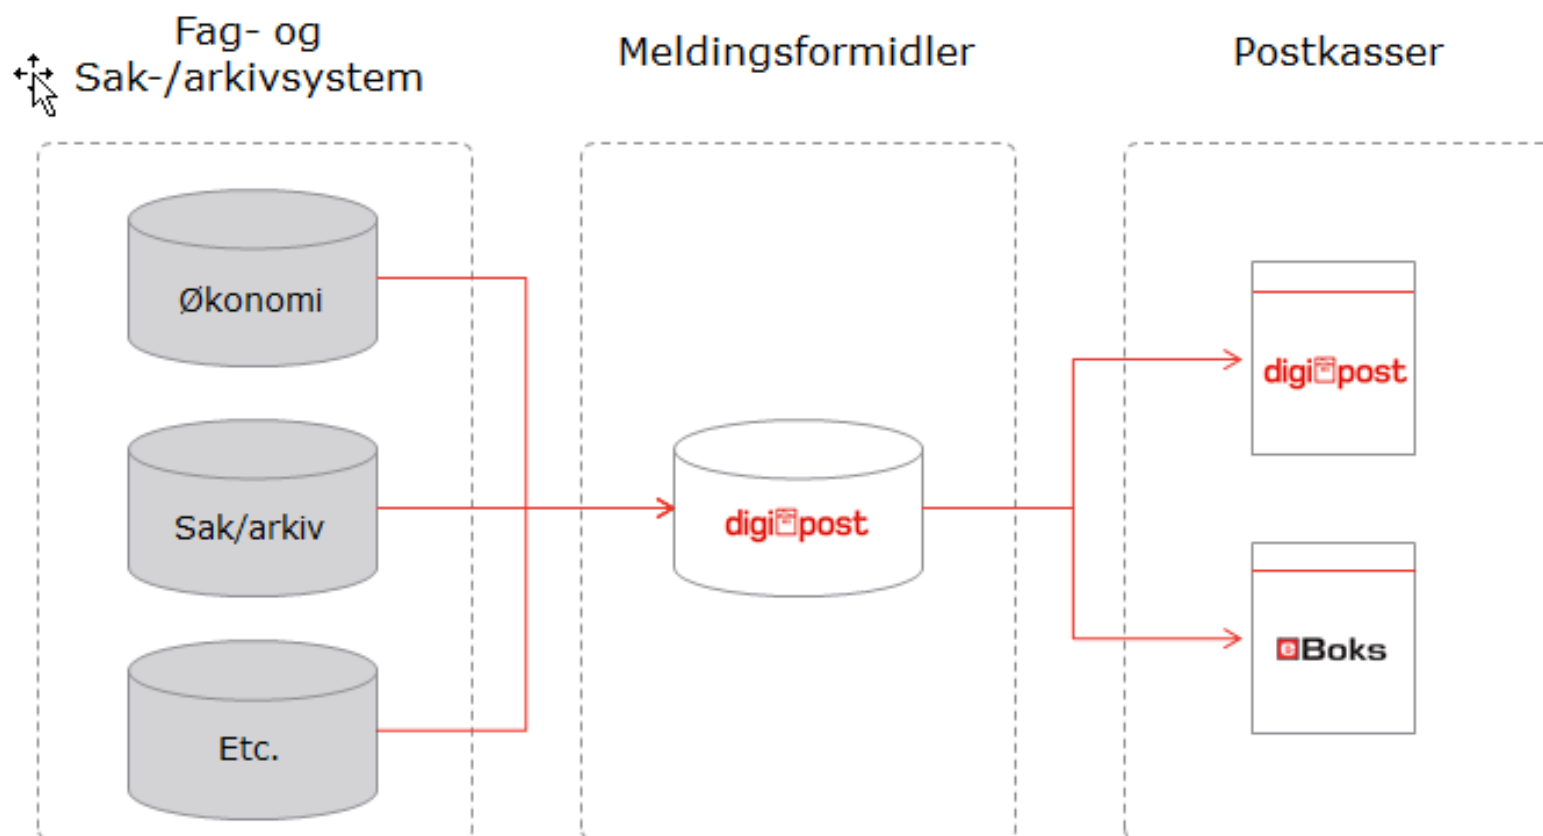 Fag- og
Sak-/arkivsystem
Meldingsformidler
Postkasser
Økonomi
Sak/arkiv
Etc.
digipost
digipost
eBoks